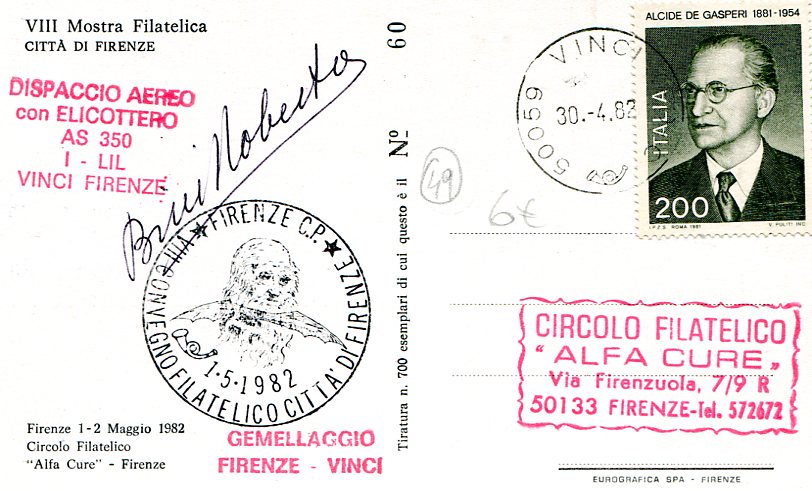 VIII Mostra Filatelica
CITTÀ DI FIRENZE
DISPACCIO AEREO
con ELICOTTERO
AS 350
I - LIL
VINCI FIRENZE
Bini Roberto
VIII CONVEGNO FILATELICO CITTA' DI FIRENZE
★ FIRENZE C.P. ★
1·5·1982
Firenze 1-2 Maggio 1982
Circolo Filatelico
"Alfa Cure" - Firenze
GEMELLAGGIO
FIRENZE - VINCI
Tiratura n. 700 esemplari di cui questo è il Nº 60
49
6€
50059 VINCI
30.-4.82
ALCIDE DE GASPERI 1881-1954
ITALIA
200
I.P.Z.S. ROMA 1981
V. PULITI INC.
CIRCOLO FILATELICO
"ALFA CURE„
Via Firenzuola, 7/9 R
50133 FIRENZE-Tel. 572672
EUROGRAFICA SPA - FIRENZE